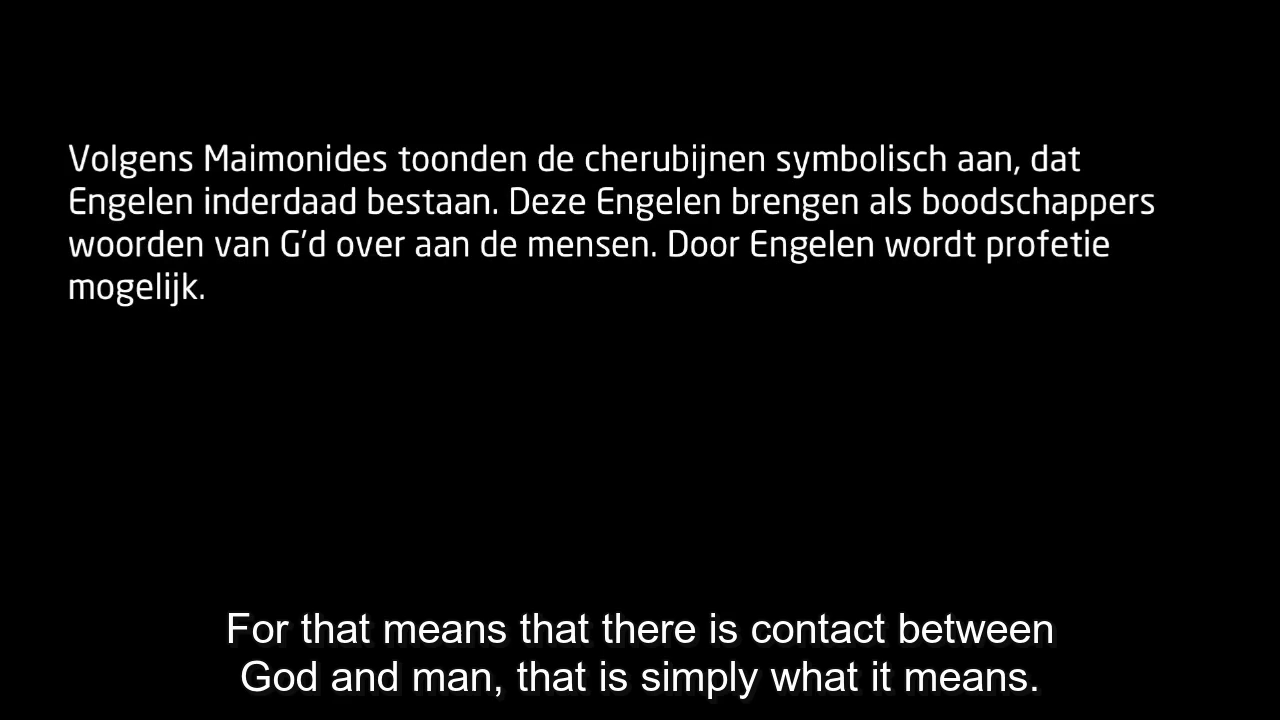 Volgens Maimonides toonden de cherubijnen symbolisch aan, dat
Engelen inderdaad bestaan. Deze Engelen brengen als boodschappers
woorden van G'd over aan de mensen. Door Engelen wordt profetie
mogelijk.
For that means that there is contact between
God and man, that is simply what it means.